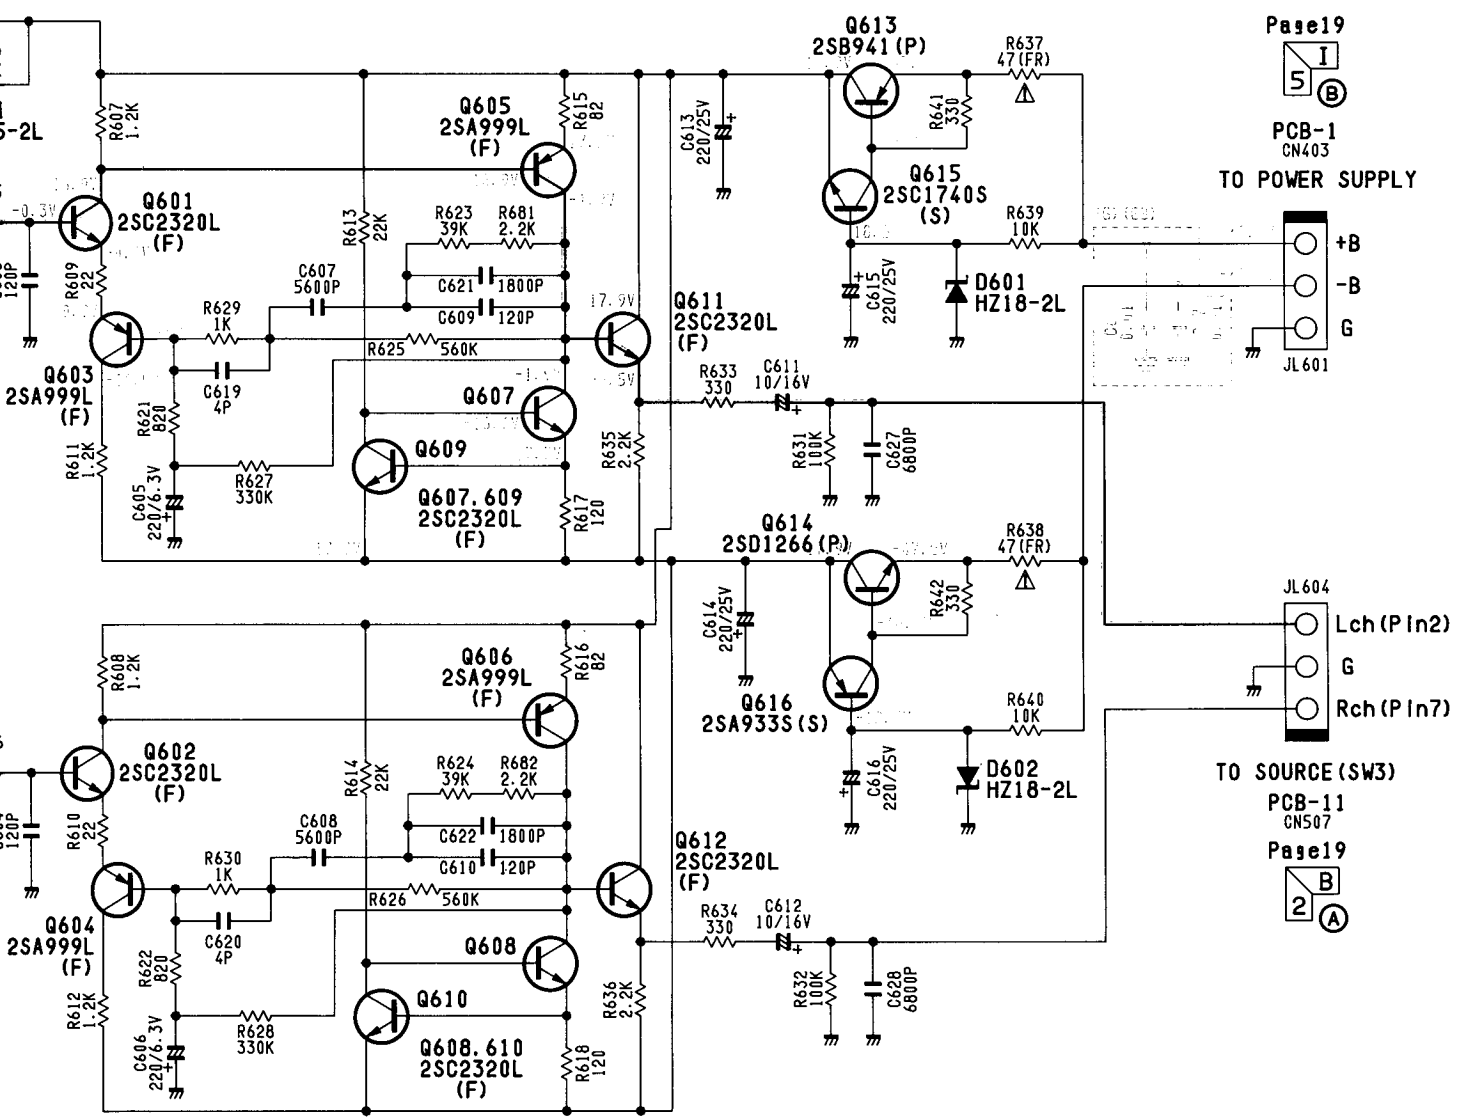 Q613
2SB941(P)
R637
47(FR)
Page19
I
5
B
PCB-1
CN403
TO POWER SUPPLY
5-2L
R607
1.2K
Q605
2SA999L
(F)
R615
82
C613
220/25V
+
R641
330
Q615
2SC1740S
(S)
-0.3V
Q601
2SC2320L
(F)
R613
22K
R623
39K
R681
2.2K
R639
10K
+B
-B
G
JL601
120P
R609
22
C607
5600P
C621
1800P
C609
120P
17.9V
Q611
2SC2320L
(F)
C615
220/25V
+
D601
HZ18-2L
R629
1K
R625
560K
Q603
2SA999L
(F)
C619
4P
R621
820
R633
330
C611
10/16V
+
Q607
R611
1.2K
Q609
R635
2.2K
R631
100K
C627
6800P
R627
330K
C605
220/6.3V
+
Q607.609
2SC2320L
(F)
R617
120
Q614
2SD1266(P)
R638
47(FR)
C614
220/25V
+
R642
330
JL604
Lch(Pin2)
G
Rch(Pin7)
R608
1.2K
Q606
2SA999L
(F)
R616
82
Q616
2SA933S(S)
R640
10K
Q602
2SC2320L
(F)
R614
22K
R624
39K
R682
2.2K
C616
220/25V
+
D602
HZ18-2L
TO SOURCE(SW3)
PCB-11
CN507
Page19
B
2
A
120P
R610
22
C608
5600P
C622
1800P
C610
120P
Q612
2SC2320L
(F)
R630
1K
R626
560K
Q604
2SA999L
(F)
C620
4P
R622
820
R634
330
C612
10/16V
+
Q608
R612
1.2K
Q610
R636
2.2K
R632
100K
C628
6800P
R628
330K
C606
220/6.3V
+
Q608.610
2SC2320L
(F)
R618
120